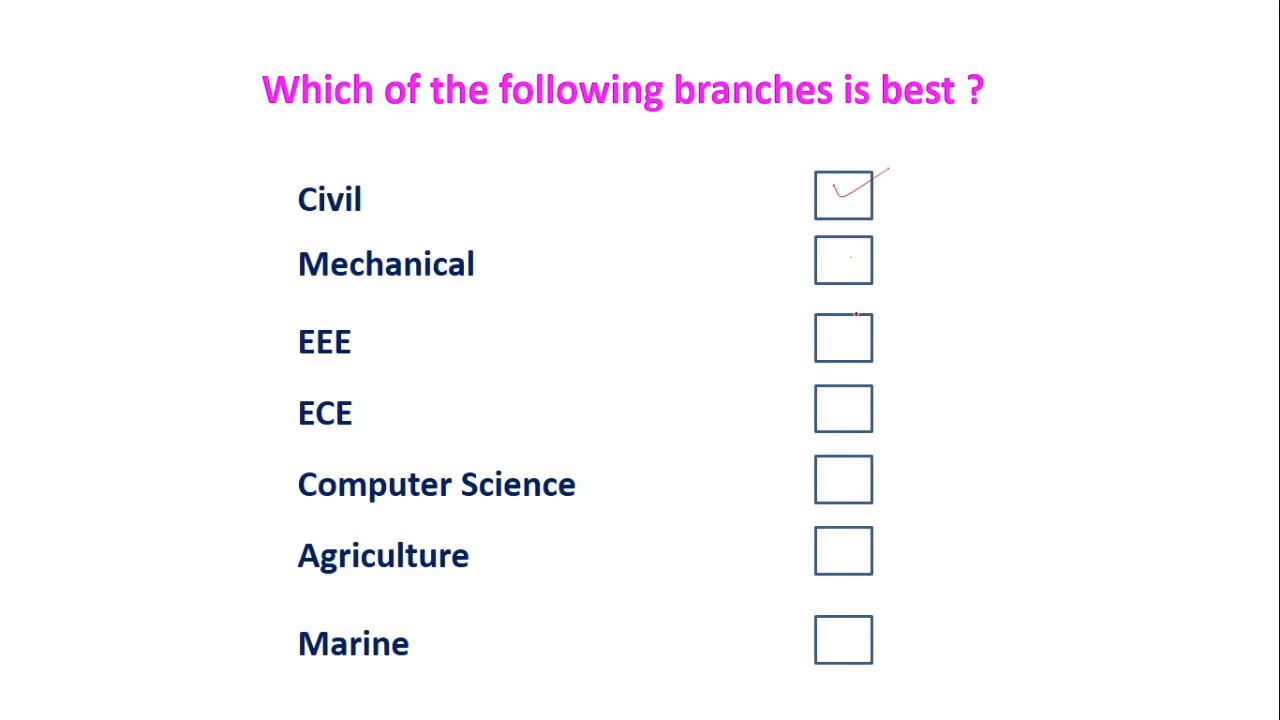 Which of the following branches is best ?
Civil
Mechanical
EEE
ECE
Computer Science
Agriculture
Marine